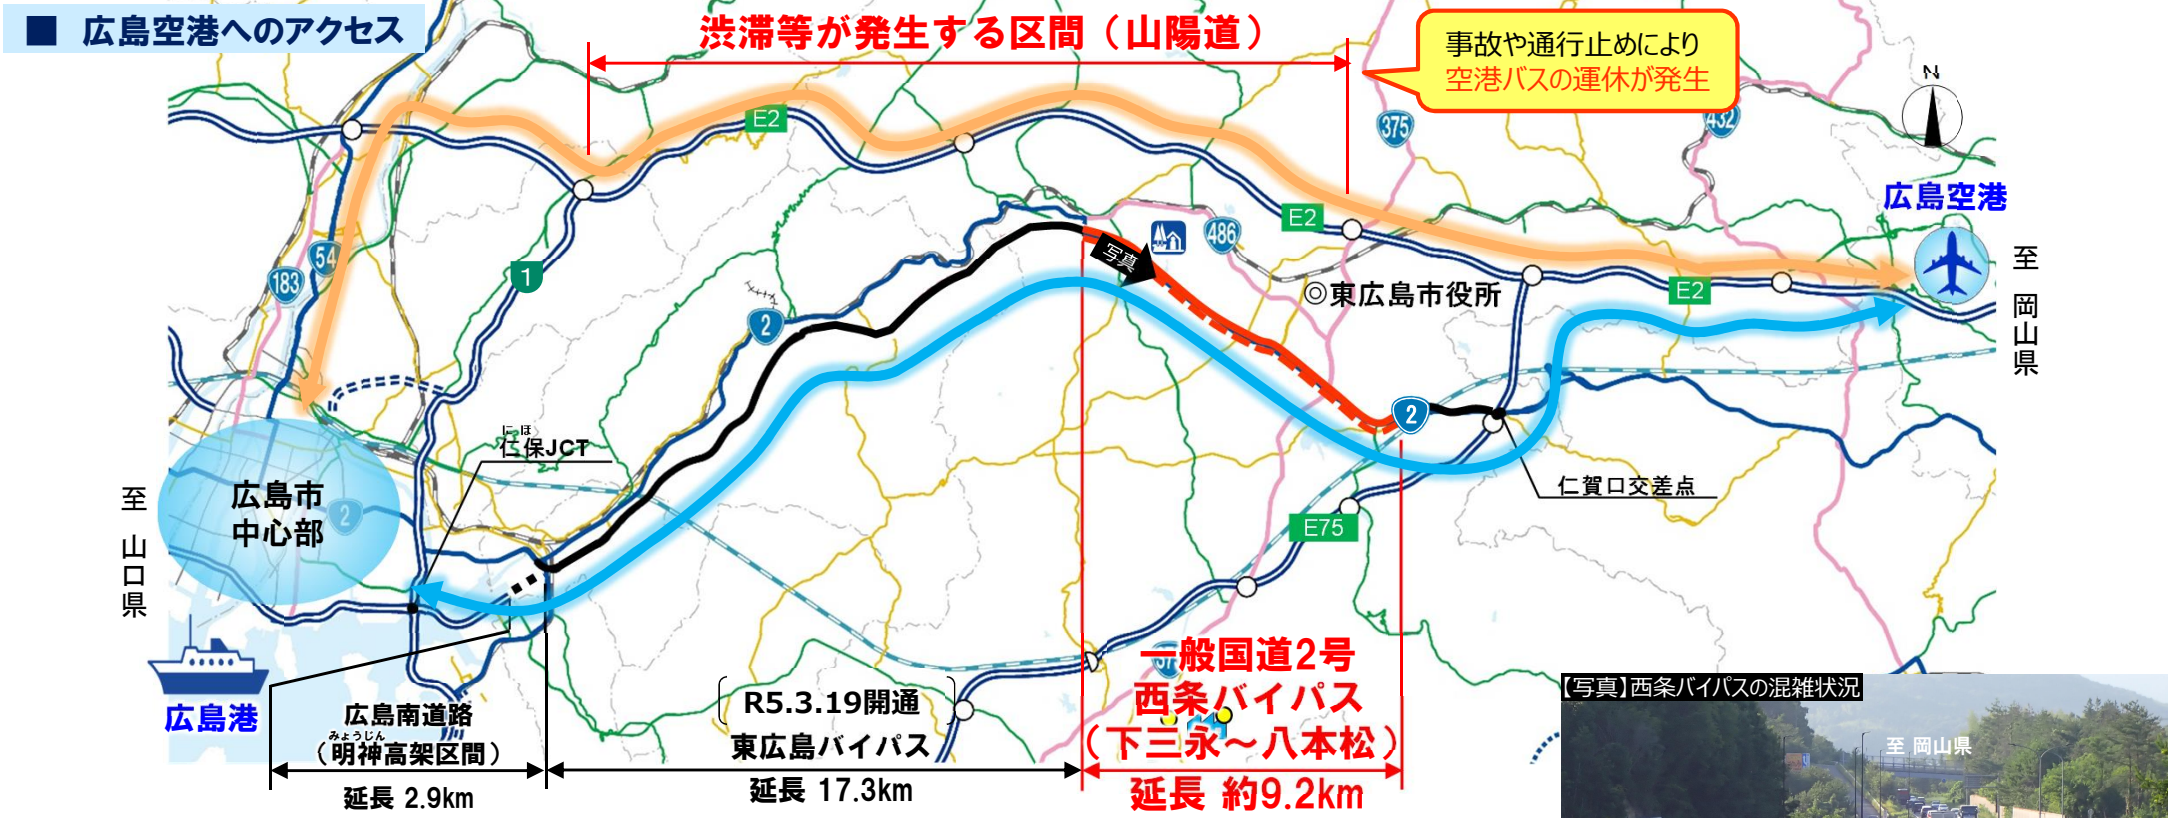 ■ 広島空港へのアクセス
渋滞等が発生する区間（山陽道）
事故や通行止めにより
空港バスの運休が発生
N
E2
375
432
広島空港
54
183
1
2
写真
486
E2
◎東広島市役所
E2
至 岡山県
にほ
仁保JCT
2
仁賀口交差点
E75
広島市
中心部
2
至 山口県
広島港
広島南道路
みょうじん
（明神高架区間）
延長 2.9km
R5.3.19開通
東広島バイパス
延長 17.3km
一般国道2号
西条バイパス
（下三永～八本松）
延長 約9.2km
【写真】西条バイパスの混雑状況
至 岡山県